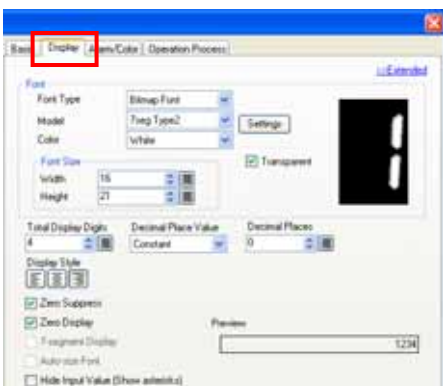 Basic Display Alarm/Color Operation Process
>>Extended
Font
Font Type Bitmap Font
Model 7seg Type2 Settings
Color White
Font Size Transparent
Width 16
Height 21
Total Display Digits Decimal Place Value Decimal Places
4 Constant 0
Display Style
Zero Suppress
Zero Display Preview
7-segment Display 1234
Auto-size Font
Hide Input Value (Show asterisks)